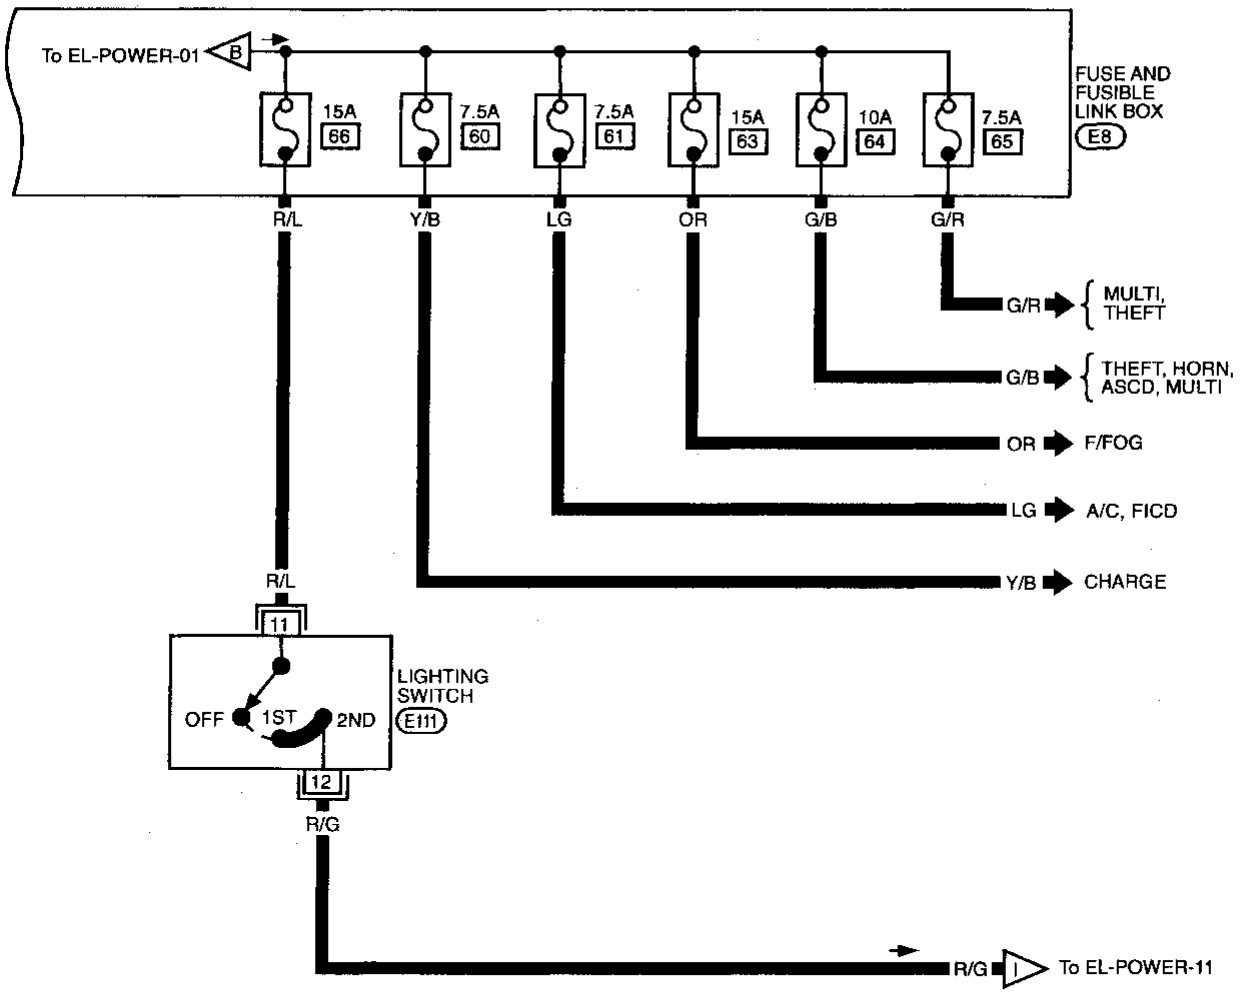 To EL-POWER-01
B
FUSE AND
FUSIBLE
LINK BOX
E8
15A
66
7.5A
60
7.5A
61
15A
63
10A
64
7.5A
65
R/L
Y/B
LG
OR
G/B
G/R
G/R
MULTI,
THEFT
G/B
THEFT, HORN,
ASCD, MULTI
OR
F/FOG
LG
A/C, FICD
Y/B
CHARGE
R/L
11
LIGHTING
SWITCH
E111
OFF
1ST
2ND
12
R/G
R/G
I
To EL-POWER-11